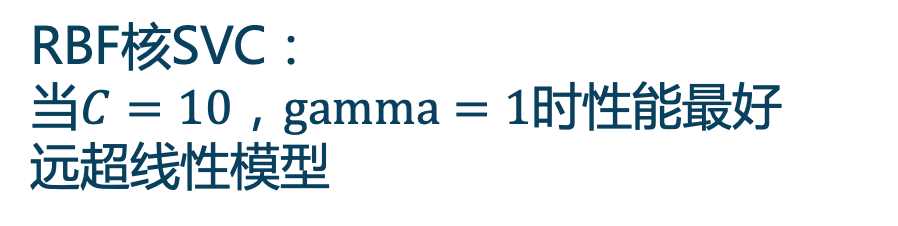 RBF核SVC：
当C = 10，gamma = 1时性能最好
远超线性模型